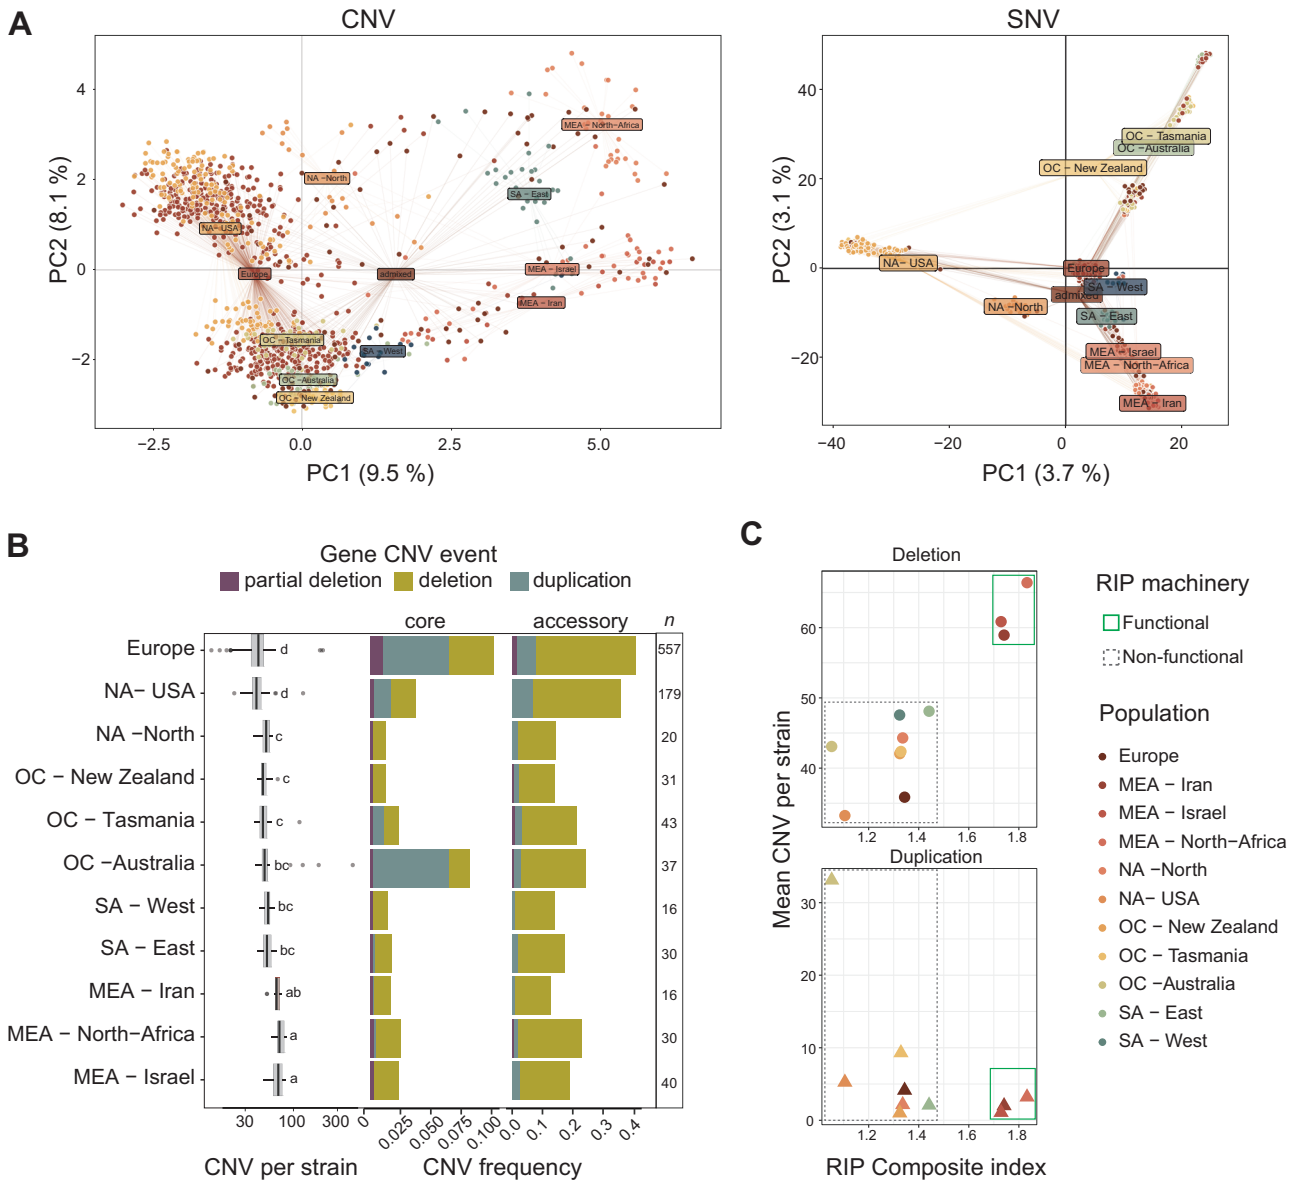 A
CNV
SNV
PC2 (8.1 %)
4
2
0
−2
MEA − North−Africa
NA −North
SA − East
NA− USA
Europe
admixed
MEA − Israel
MEA − Iran
OC − Tasmania
SA − West
OC −Australia
OC − New Zealand
−2.5
0.0
2.5
5.0
PC1 (9.5 %)
PC2 (3.1 %)
40
20
0
−20
OC − Tasmania
OC −Australia
OC − New Zealand
NA− USA
Europe
SA − West
admixed
NA −North
SA − East
MEA − Israel
MEA − North−Africa
MEA − Iran
−40
−20
0
20
PC1 (3.7 %)
B
Gene CNV event
partial deletion
deletion
duplication
core
accessory
n
Europe
d
557
NA− USA
d
179
NA −North
c
20
OC − New Zealand
c
31
OC − Tasmania
c
43
OC −Australia
bc
37
SA − West
bc
16
SA − East
bc
30
MEA − Iran
ab
16
MEA − North−Africa
a
30
MEA − Israel
a
40
30
100
300
0
0.025
0.050
0.075
0.100
0.0
0.1
0.2
0.3
0.4
CNV per strain
CNV frequency
C
Deletion
60
50
40
1.2
1.4
1.6
1.8
Duplication
30
20
10
0
1.2
1.4
1.6
1.8
Mean CNV per strain
RIP Composite index
RIP machinery
Functional
Non-functional
Population
Europe
MEA − Iran
MEA − Israel
MEA − North−Africa
NA −North
NA− USA
OC − New Zealand
OC − Tasmania
OC −Australia
SA − East
SA − West